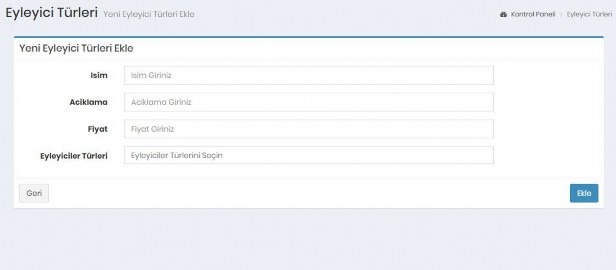 Eyleyici Türleri Yeni Eyleyici Türleri Ekle
Kontrol Paneli Eyleyici Türleri
Yeni Eyleyici Türleri Ekle
Isim Isim Giriniz
Aciklama Aciklama Giriniz
Fiyat Fiyat Giriniz
Eyleyiciler Türleri Eyleyiciler Türlerini Seçin
Geri Ekle